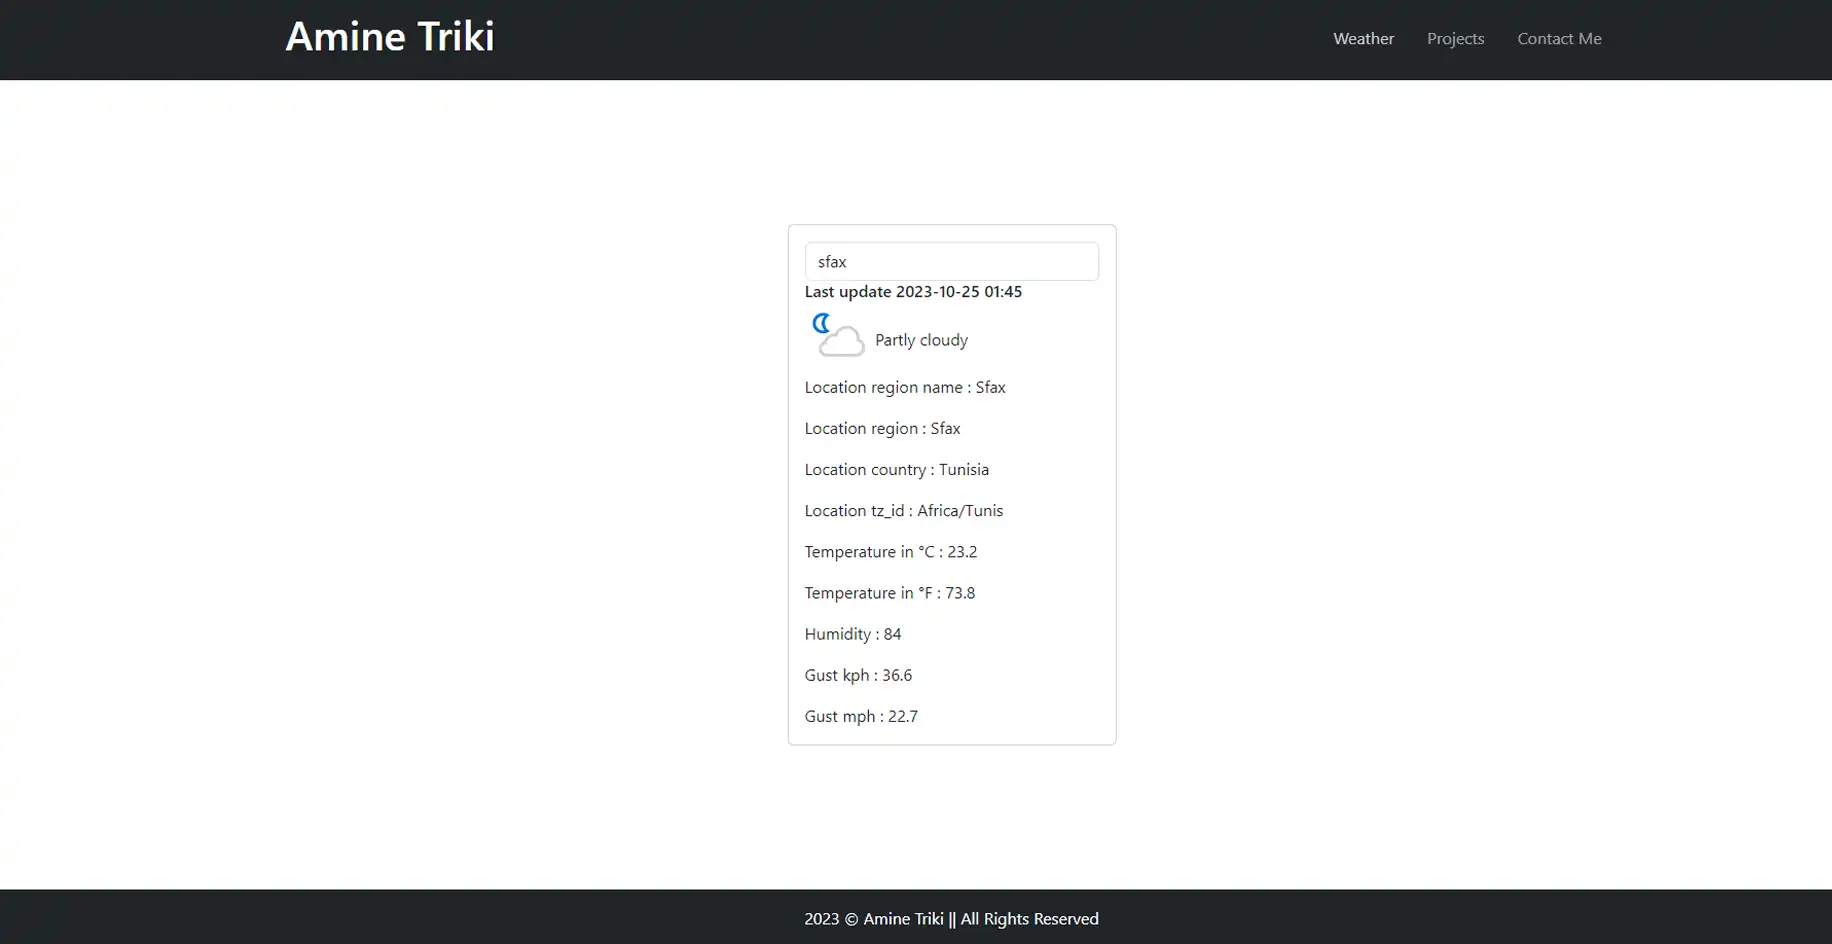 Amine Triki
Weather Projects Contact Me
sfax
Last update 2023-10-25 01:45
Partly cloudy
Location region name : Sfax
Location region : Sfax
Location country : Tunisia
Location tz_id : Africa/Tunis
Temperature in °C : 23.2
Temperature in °F : 73.8
Humidity : 84
Gust kph : 36.6
Gust mph : 22.7
2023 © Amine Triki || All Rights Reserved